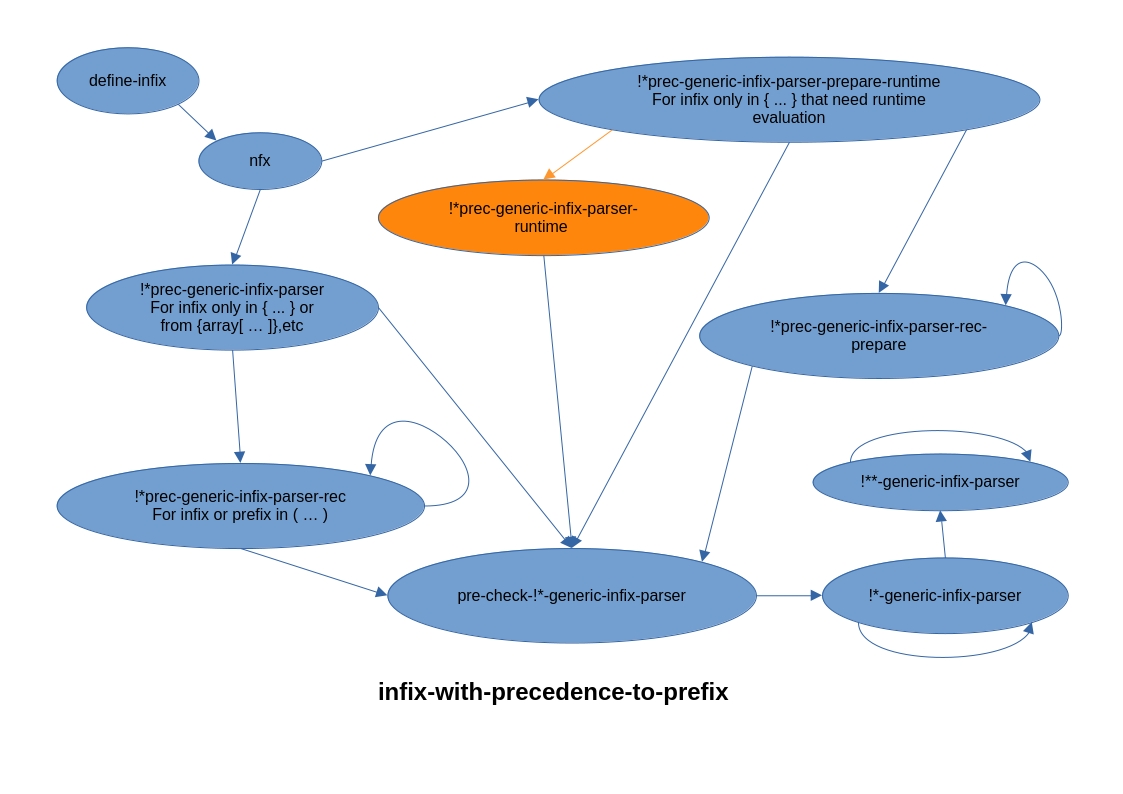 define-infix
!*prec-generic-infix-parser-prepare-runtime
For infix only in { ... } that need runtime
evaluation
nfx
!*prec-generic-infix-parser-
runtime
!*prec-generic-infix-parser
For infix only in { ... } or
from {array[ … ]},etc
!*prec-generic-infix-parser-rec-
prepare
!*prec-generic-infix-parser-rec
For infix or prefix in ( … )
!**-generic-infix-parser
pre-check-!*-generic-infix-parser
!*-generic-infix-parser
infix-with-precedence-to-prefix